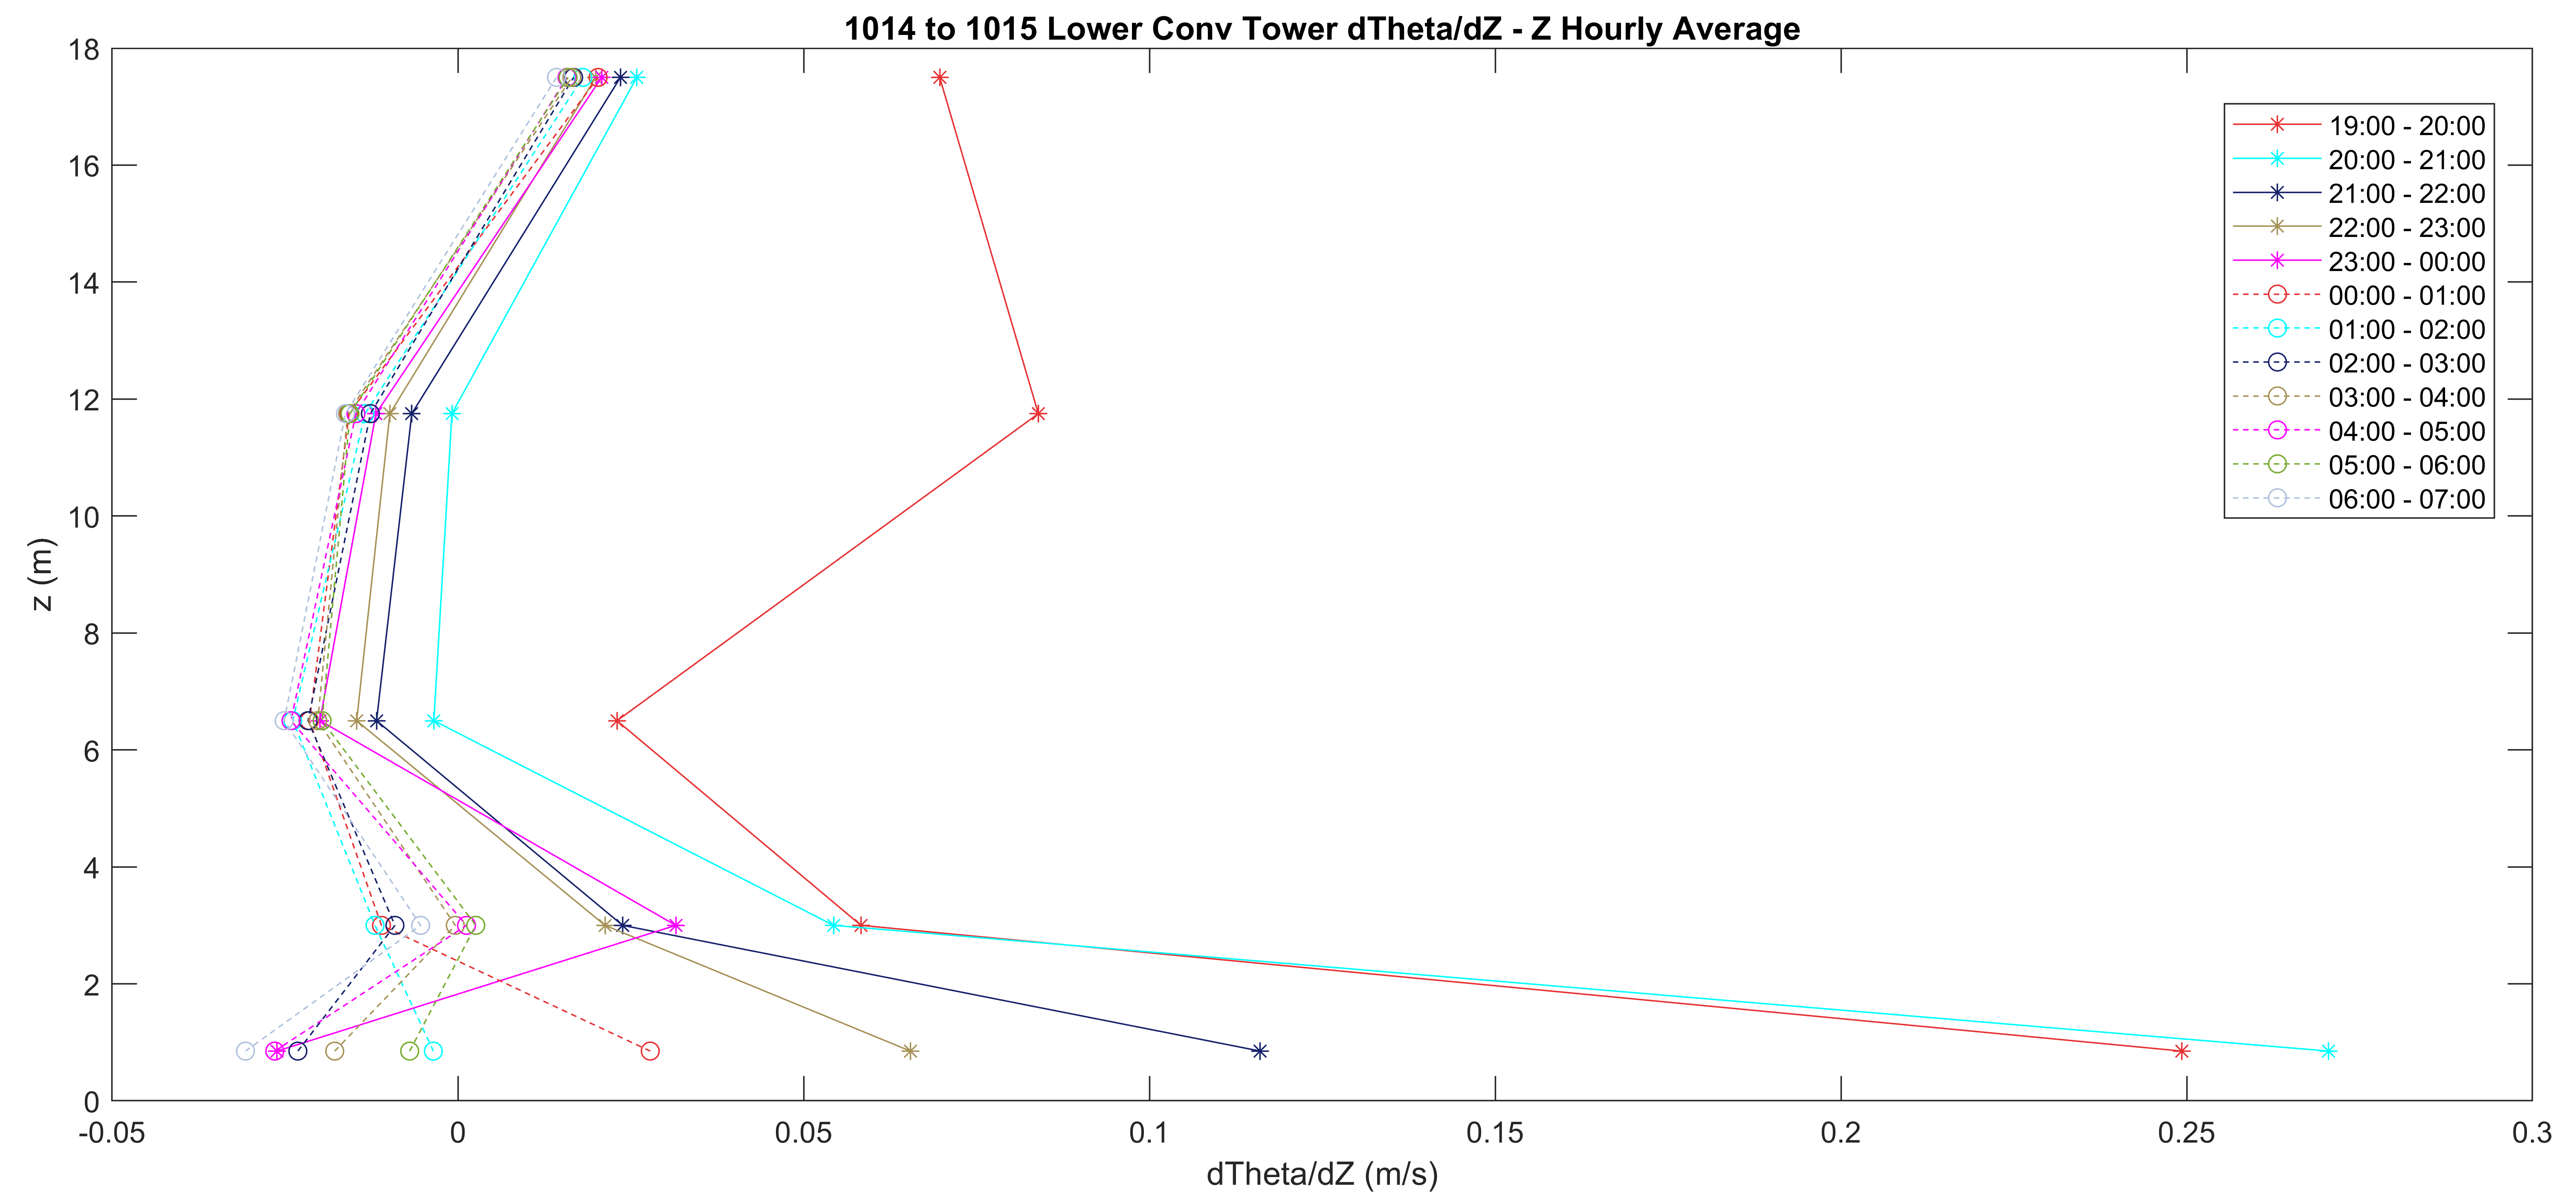 1014 to 1015 Lower Conv Tower dTheta/dZ - Z Hourly Average
18
16
14
12
10
8
6
4
2
0
z (m)
-0.05
0
0.05
0.1
0.15
0.2
0.25
0.3
dTheta/dZ (m/s)
19:00 - 20:00
20:00 - 21:00
21:00 - 22:00
22:00 - 23:00
23:00 - 00:00
00:00 - 01:00
01:00 - 02:00
02:00 - 03:00
03:00 - 04:00
04:00 - 05:00
05:00 - 06:00
06:00 - 07:00